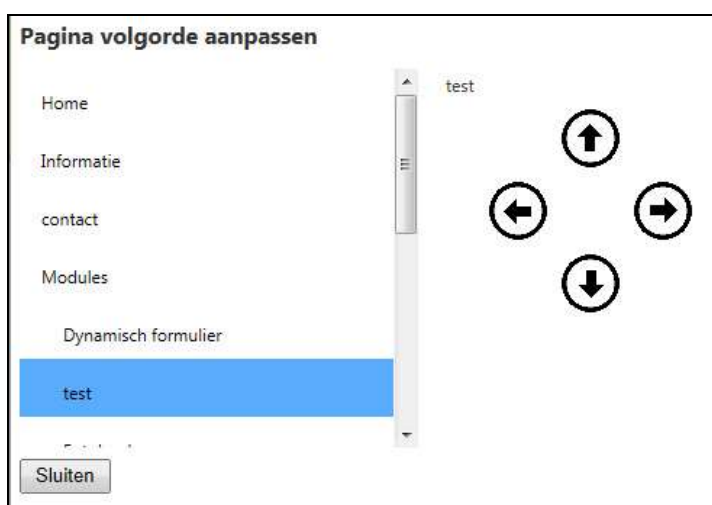 Pagina volgorde aanpassen
Home
Informatie
contact
Modules
Dynamisch formulier
test
Sluiten
test